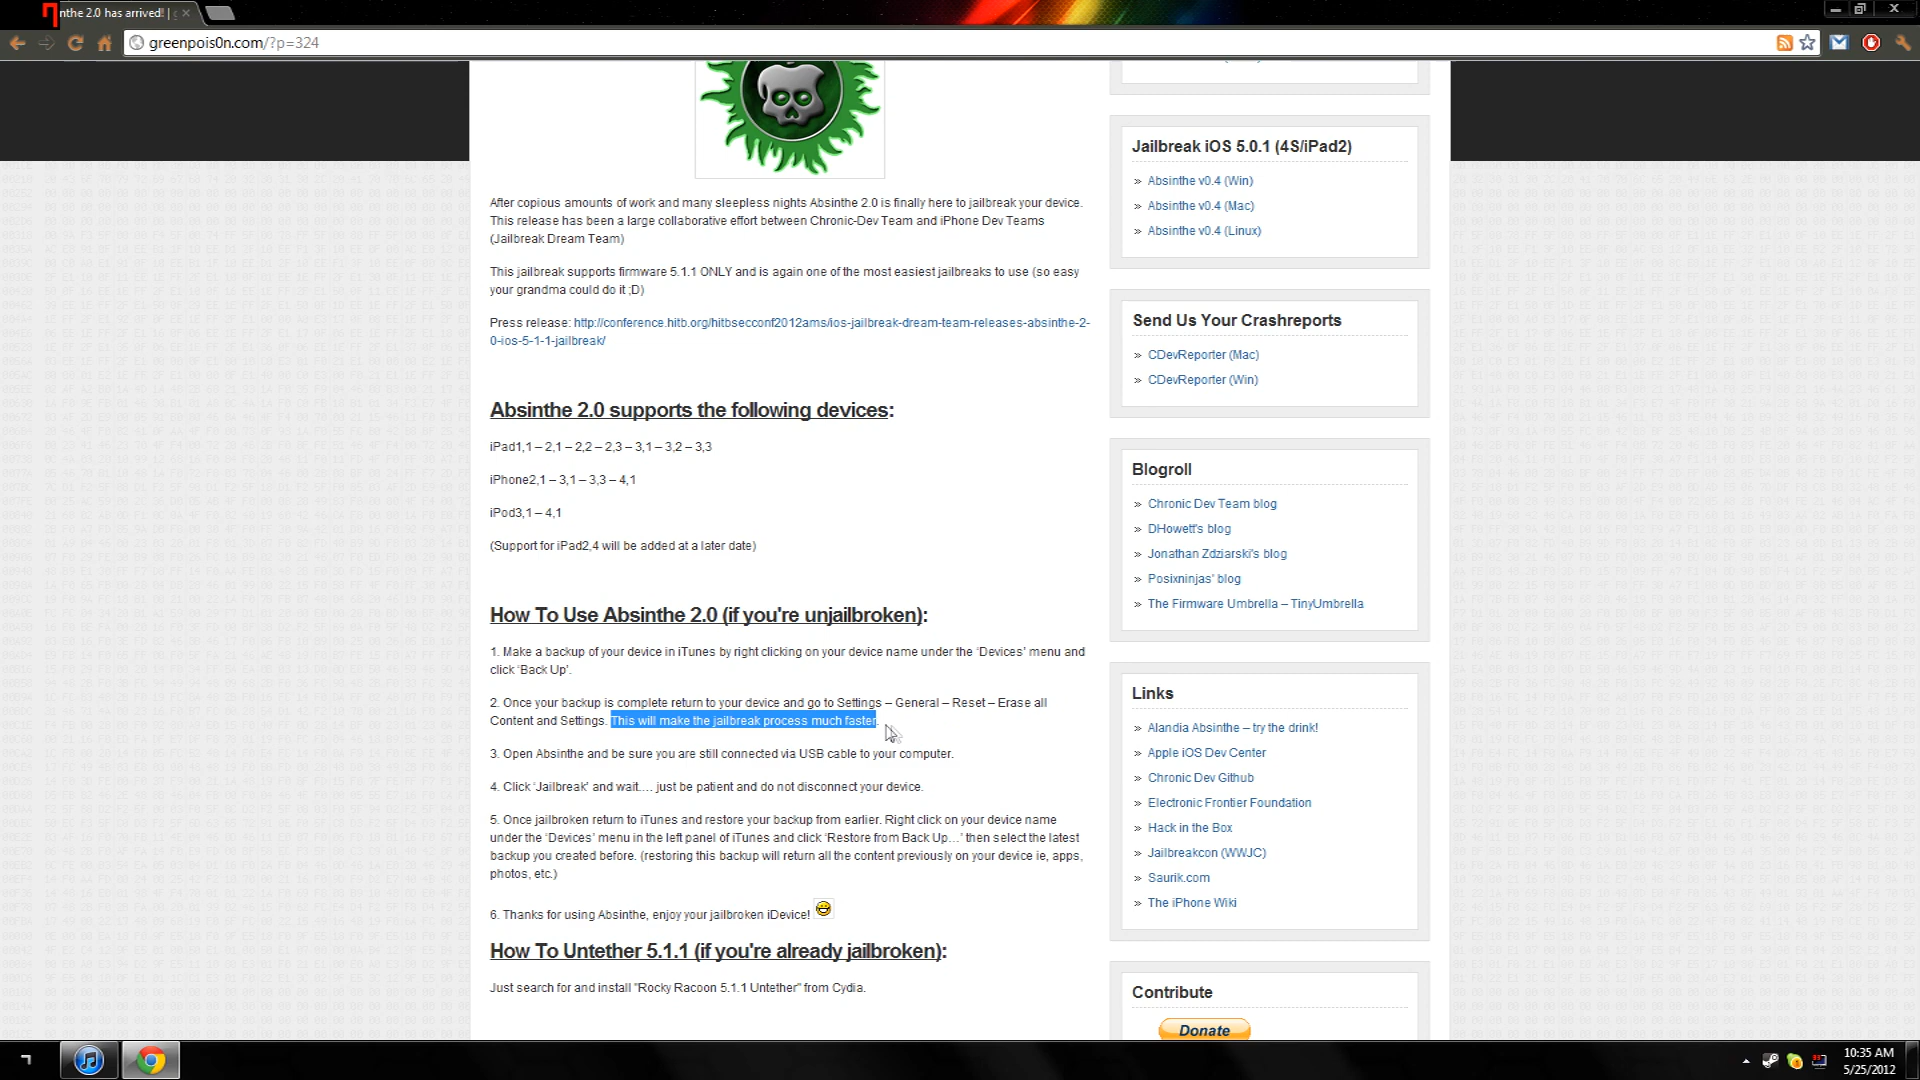 nthe 2.0 has arrived! |
greenpois0n.com/?p=324
After copious amounts of work and many sleepless nights Absinthe 2.0 is finally here to jailbreak your device.
This release has been a large collaborative effort between Chronic-Dev Team and iPhone Dev Teams
(Jailbreak Dream Team)
This jailbreak supports firmware 5.1.1 ONLY and is again one of the most easiest jailbreaks to use (so easy
your grandma could do it ;D)
Press release: http://conference.hitb.org/hitbsecconf2012ams/ios-jailbreak-dream-team-releases-absinthe-2-
0-ios-5-1-1-jailbreak/
Absinthe 2.0 supports the following devices:
iPad1,1 – 2,1 – 2,2 – 2,3 – 3,1 – 3,2 – 3,3
iPhone2,1 – 3,1 – 3,3 – 4,1
iPod3,1 – 4,1
(Support for iPad2,4 will be added at a later date)
How To Use Absinthe 2.0 (if you're unjailbroken):
1. Make a backup of your device in iTunes by right clicking on your device name under the 'Devices' menu and
click 'Back Up'.
2. Once your backup is complete return to your device and go to Settings – General – Reset – Erase all
Content and Settings. This will make the jailbreak process much faster.
3. Open Absinthe and be sure you are still connected via USB cable to your computer.
4. Click 'Jailbreak' and wait…. just be patient and do not disconnect your device.
5. Once jailbroken return to iTunes and restore your backup from earlier. Right click on your device name
under the 'Devices' menu in the left panel of iTunes and click 'Restore from Back Up…' then select the latest
backup you created before. (restoring this backup will return all the content previously on your device ie, apps,
photos, etc.)
6. Thanks for using Absinthe, enjoy your jailbroken iDevice!
How To Untether 5.1.1 (if you're already jailbroken):
Just search for and install "Rocky Racoon 5.1.1 Untether" from Cydia.
Jailbreak iOS 5.0.1 (4S/iPad2)
» Absinthe v0.4 (Win)
» Absinthe v0.4 (Mac)
» Absinthe v0.4 (Linux)
Send Us Your Crashreports
» CDevReporter (Mac)
» CDevReporter (Win)
Blogroll
» Chronic Dev Team blog
» DHowett's blog
» Jonathan Zdziarski's blog
» Posixninjas' blog
» The Firmware Umbrella – TinyUmbrella
Links
» Alandia Absinthe – try the drink!
» Apple iOS Dev Center
» Chronic Dev Github
» Electronic Frontier Foundation
» Hack in the Box
» Jailbreakcon (WWJC)
» Saurik.com
» The iPhone Wiki
Contribute
Donate
10:35 AM
5/25/2012